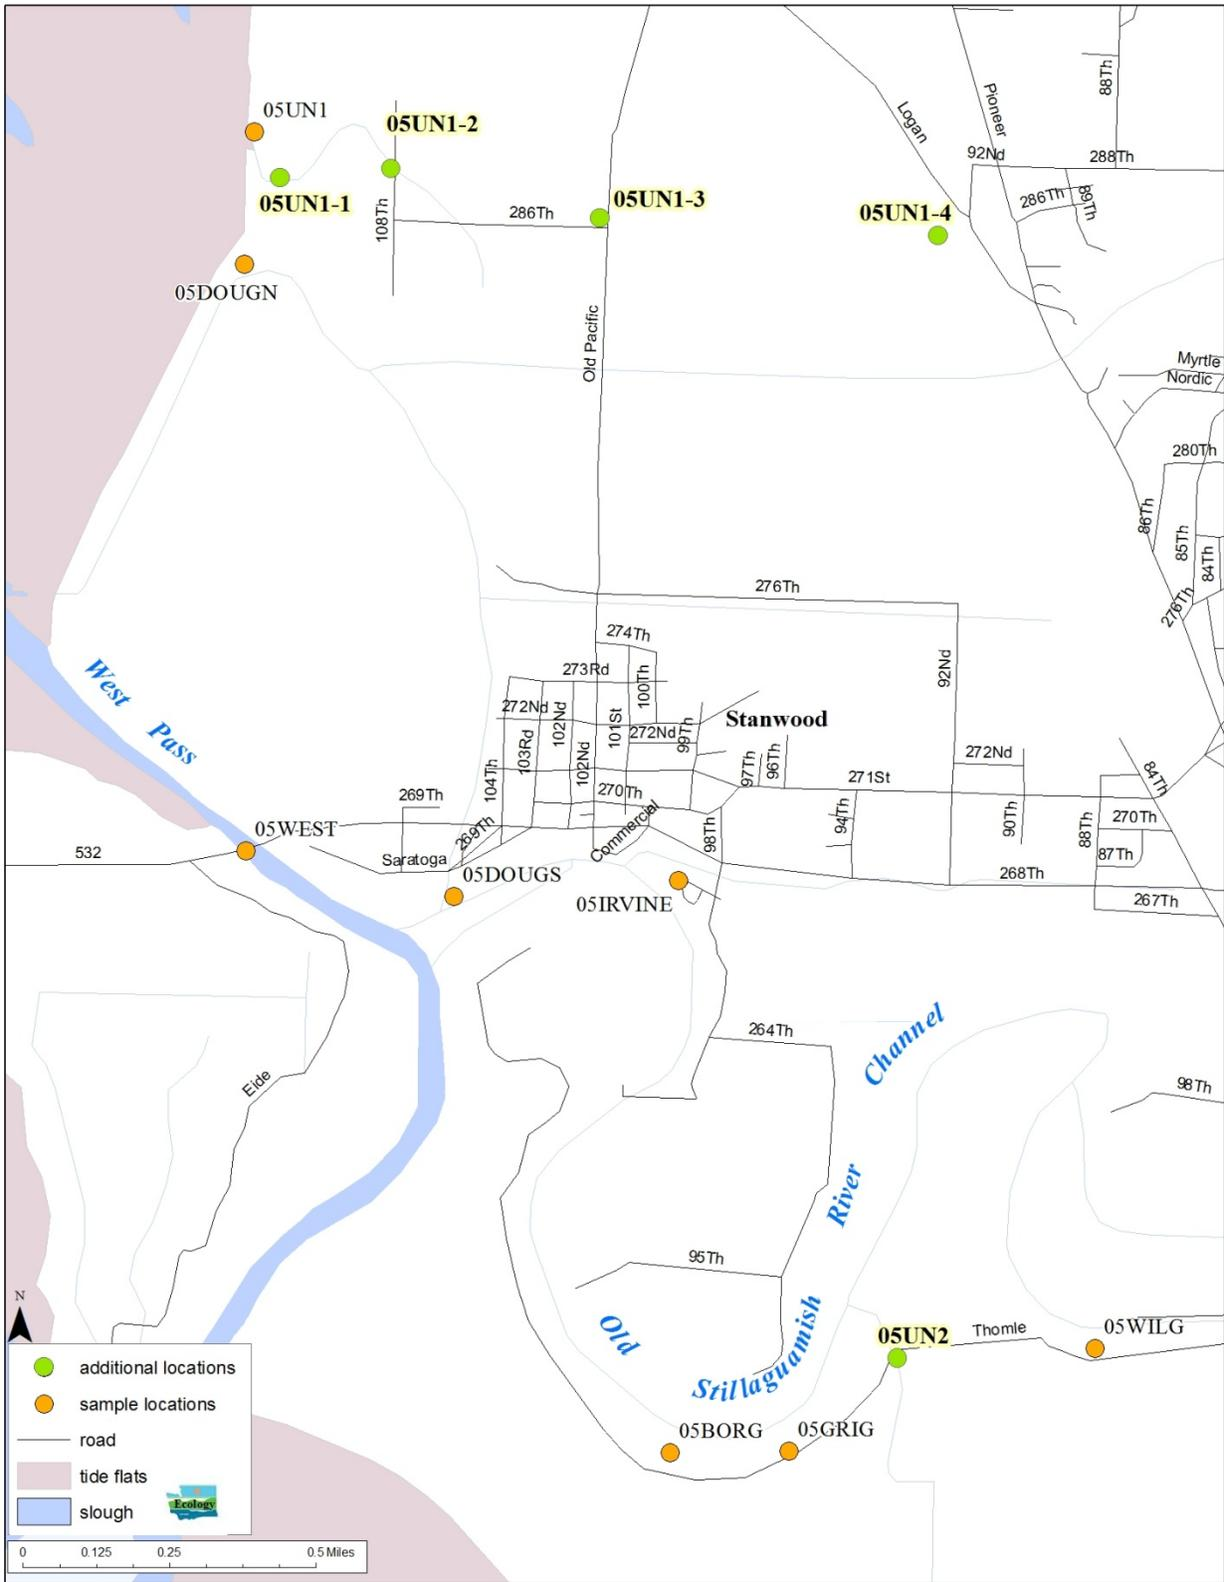 88Th
05UN1
05UN1-2
Logan
Pioneer
92Nd
288Th
05UN1-1
108Th
286Th
05UN1-3
05UN1-4
286Th
89Th
05DOUGN
Old Pacific
Myrtle
Nordic
280Th
86Th
85Th
84Th
276Th
276Th
274Th
273Rd
100Th
92Nd
West Pass
272Nd
102Nd
101St
272Nd
99Th
Stanwood
103Rd
102Nd
97Th
96Th
272Nd
104Th
271St
84Th
269Th
270Th
94Th
90Th
88Th
270Th
05WEST
269Th
Commercial
98Th
87Th
532
Saratoga
05DOUGS
268Th
05IRVINE
267Th
264Th
Channel
Eide
98Th
River
95Th
Old
Stillaguamish
05UN2
Thomle
05WILG
N
05BORG
05GRIG
additional locations
sample locations
road
tide flats
slough
Ecology
0 0.125 0.25 0.5 Miles